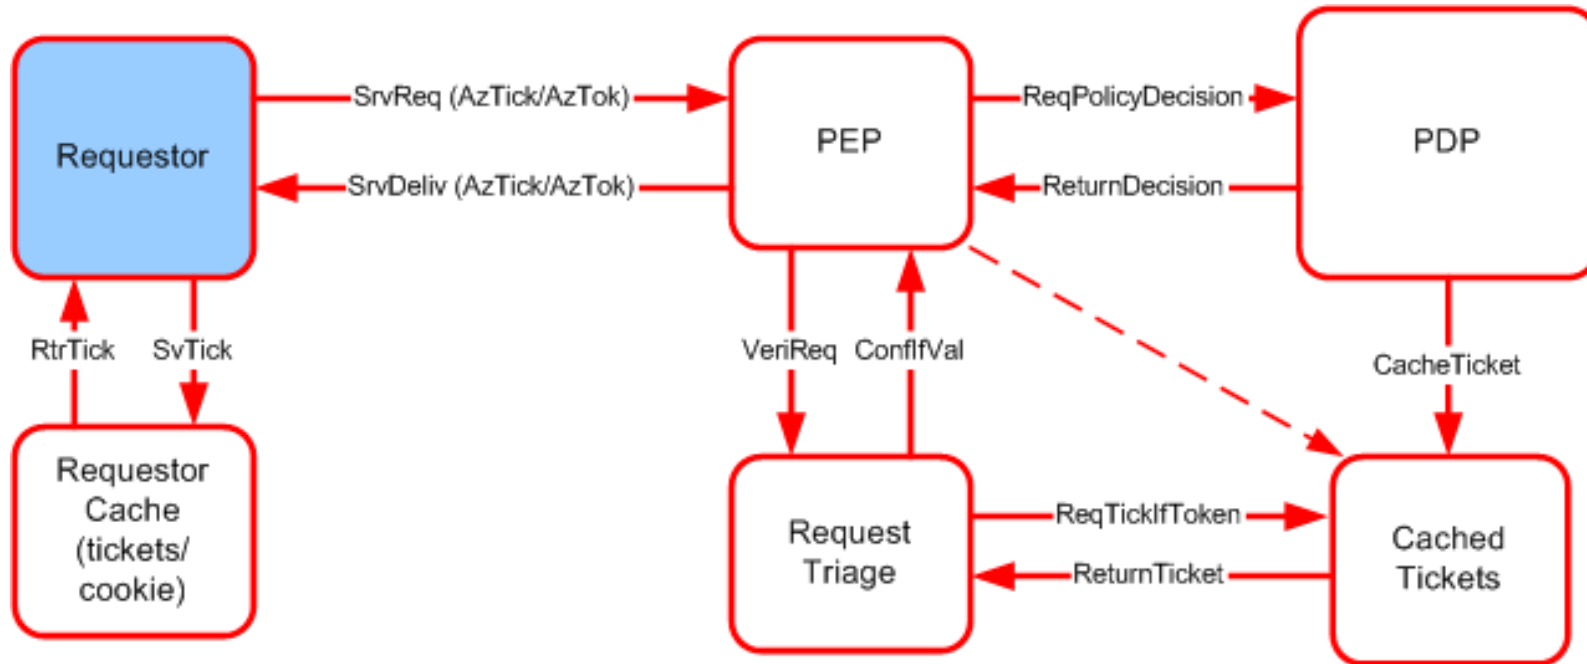 SrvReq (AzTick/AzTok)
ReqPolicyDecision
Requestor
PEP
PDP
SrvDeliv (AzTick/AzTok)
ReturnDecision
RtrTick
SvTick
VeriReq
ConfIfVal
CacheTicket
Requestor
Cache
(tickets/
cookie)
Request
Triage
ReqTickIfToken
ReturnTicket
Cached
Tickets